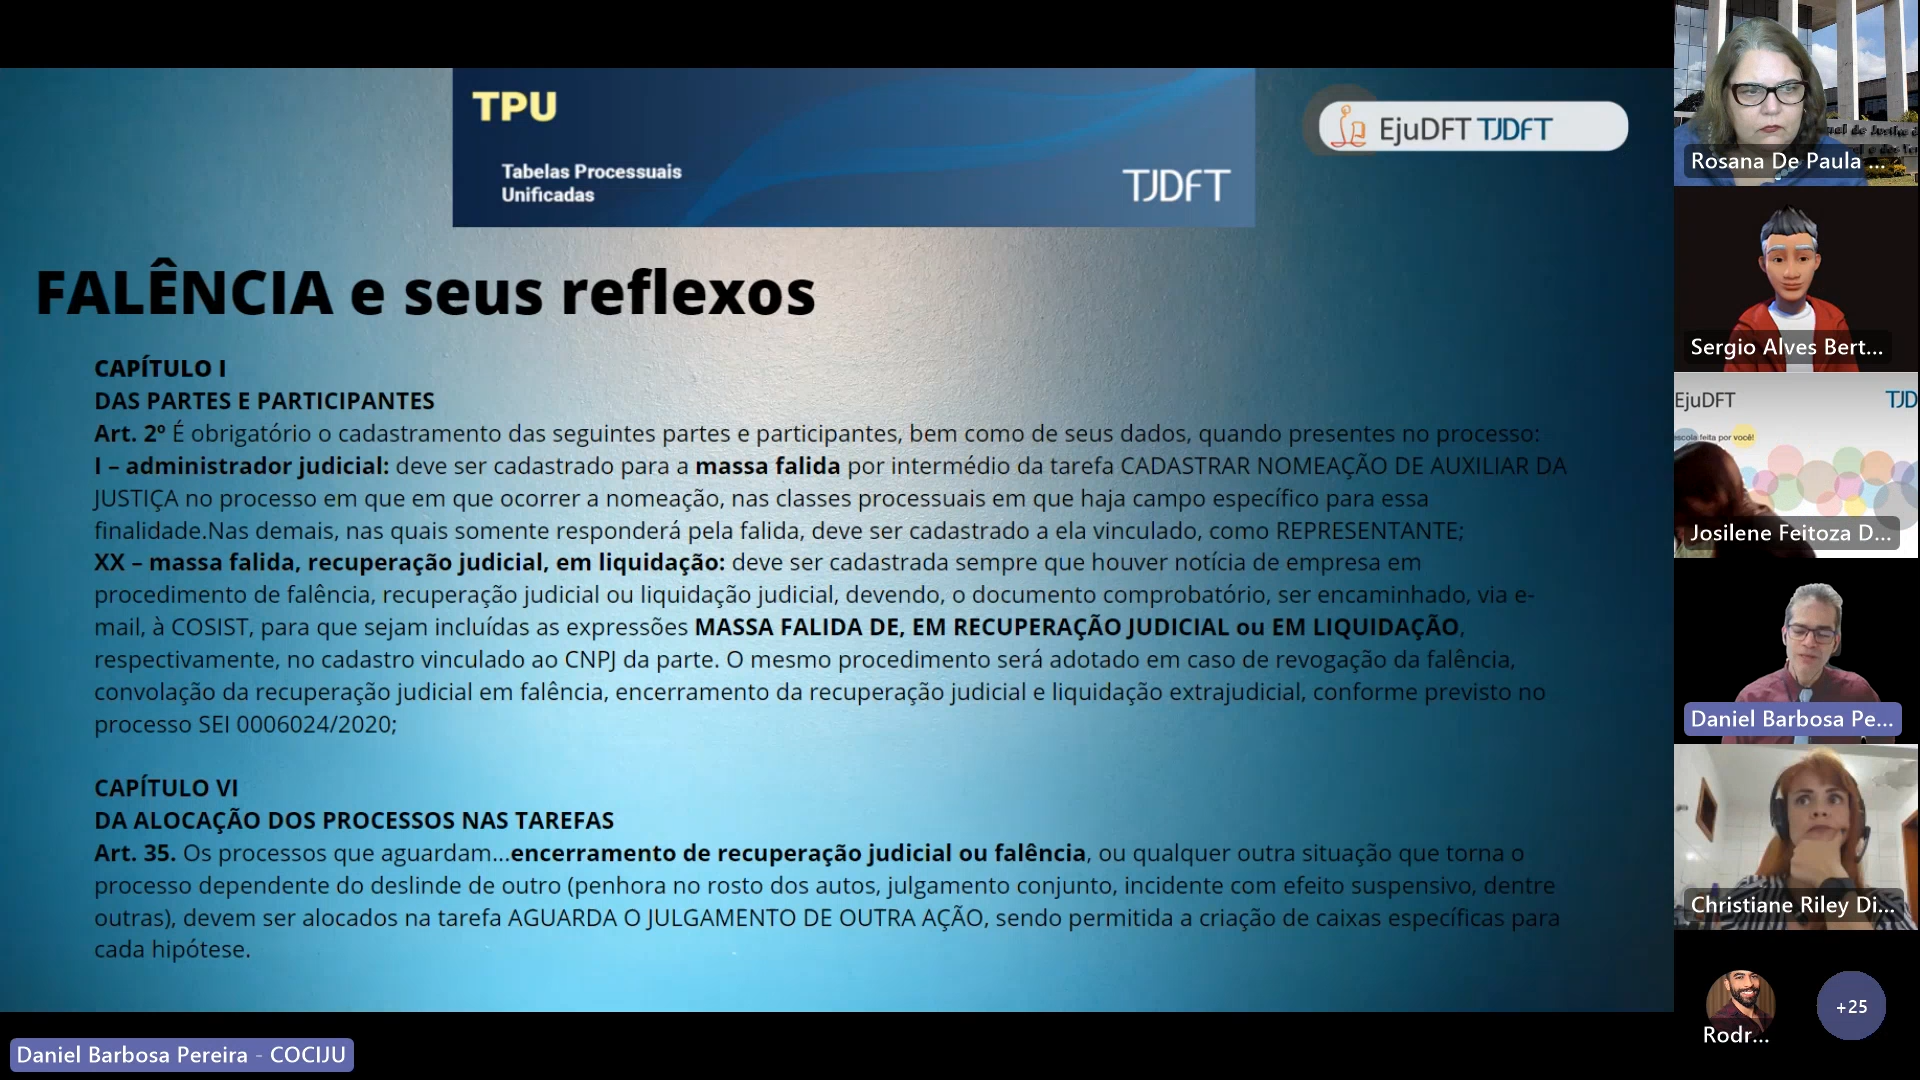 TPU
Tabelas Processuais
Unificadas
TJDFT
EjuDFT TJDFT
FALÊNCIA e seus reflexos
CAPÍTULO I
DAS PARTES E PARTICIPANTES
Art. 2º É obrigatório o cadastramento das seguintes partes e participantes, bem como de seus dados, quando presentes no processo:
I – administrador judicial: deve ser cadastrado para a massa falida por intermédio da tarefa CADASTRAR NOMEAÇÃO DE AUXILIAR DA
JUSTIÇA no processo em que em que ocorrer a nomeação, nas classes processuais em que haja campo específico para essa
finalidade.Nas demais, nas quais somente responderá pela falida, deve ser cadastrado a ela vinculado, como REPRESENTANTE;
XX – massa falida, recuperação judicial, em liquidação: deve ser cadastrada sempre que houver notícia de empresa em
procedimento de falência, recuperação judicial ou liquidação judicial, devendo, o documento comprobatório, ser encaminhado, via e-
mail, à COSIST, para que sejam incluídas as expressões MASSA FALIDA DE, EM RECUPERAÇÃO JUDICIAL ou EM LIQUIDAÇÃO,
respectivamente, no cadastro vinculado ao CNPJ da parte. O mesmo procedimento será adotado em caso de revogação da falência,
convolação da recuperação judicial em falência, encerramento da recuperação judicial e liquidação extrajudicial, conforme previsto no
processo SEI 0006024/2020;
CAPÍTULO VI
DA ALOCAÇÃO DOS PROCESSOS NAS TAREFAS
Art. 35. Os processos que aguardam...encerramento de recuperação judicial ou falência, ou qualquer outra situação que torna o
processo dependente do deslinde de outro (penhora no rosto dos autos, julgamento conjunto, incidente com efeito suspensivo, dentre
outras), devem ser alocados na tarefa AGUARDA O JULGAMENTO DE OUTRA AÇÃO, sendo permitida a criação de caixas específicas para
cada hipótese.
Daniel Barbosa Pereira - COCIJU
Rosana De Paula ...
Sergio Alves Bert...
EjuDFT
TJD
escola feita por você!
Josilene Feitoza D...
Daniel Barbosa Pe...
Christiane Riley Di...
Rodr...
+25